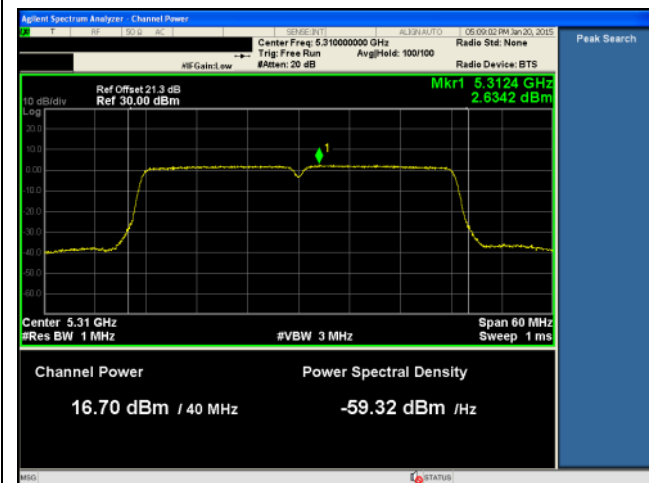 Agilent Spectrum Analyzer - Channel Power
LXI T RF 50 Ω AC SENSE:INT ALIGNAUTO 05:09:02 PM Jan 20, 2015
Center Freq: 5.310000000 GHz Radio Std: None Peak Search
Trig: Free Run Avg|Hold: 100/100
#IFGain:Low #Atten: 20 dB Radio Device: BTS
Ref Offset 21.3 dB Mkr1 5.3124 GHz
10 dB/div Ref 30.00 dBm 2.6342 dBm
Log
20.0
10.0
1
0.00
-10.0
-20.0
-30.0
-40.0
-50.0
-60.0
Center 5.31 GHz Span 60 MHz
#Res BW 1 MHz #VBW 3 MHz Sweep 1 ms
Channel Power Power Spectral Density
16.70 dBm / 40 MHz -59.32 dBm /Hz
MSG STATUS